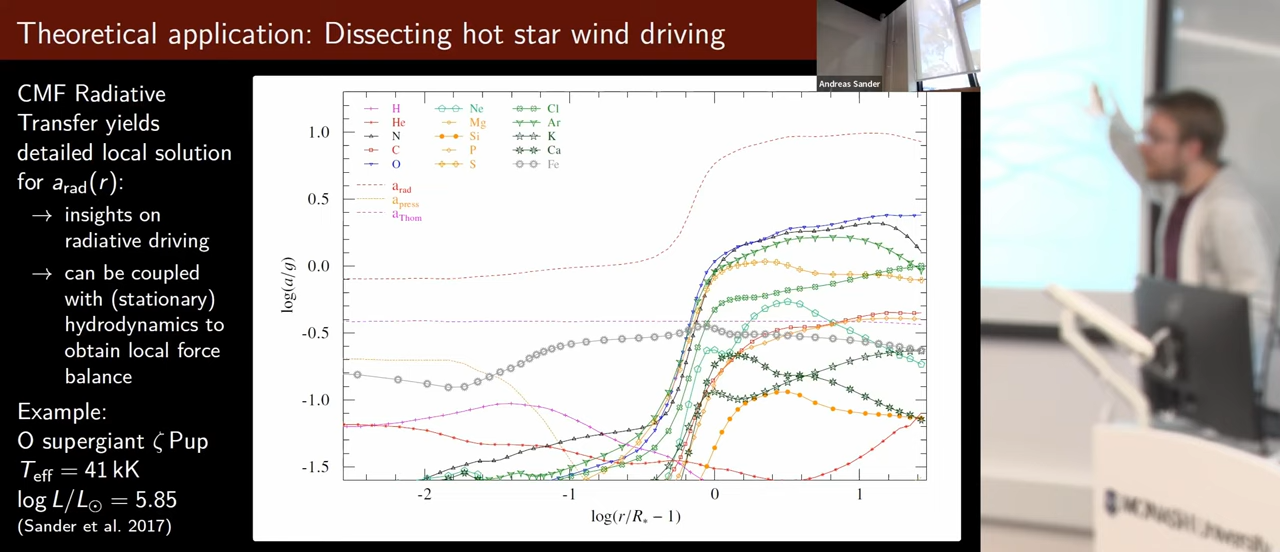 Theoretical application: Dissecting hot star wind driving
Andreas Sander
CMF Radiative
Transfer yields
detailed local solution
for a_rad(r):
→ insights on
radiative driving
→ can be coupled
with (stationary)
hydrodynamics to
obtain local force
balance
Example:
O supergiant ζ Pup
T_eff = 41 kK
log L/L_⊙ = 5.85
(Sander et al. 2017)
H Ne Cl
He Mg Ar
N Si K
C P Ca
O S Fe
a_rad
a_press
a_Thom
log(a/g)
1.0
0.5
0.0
-0.5
-1.0
-1.5
-2 -1 0 1
log(r/R_* − 1)
MONASH University